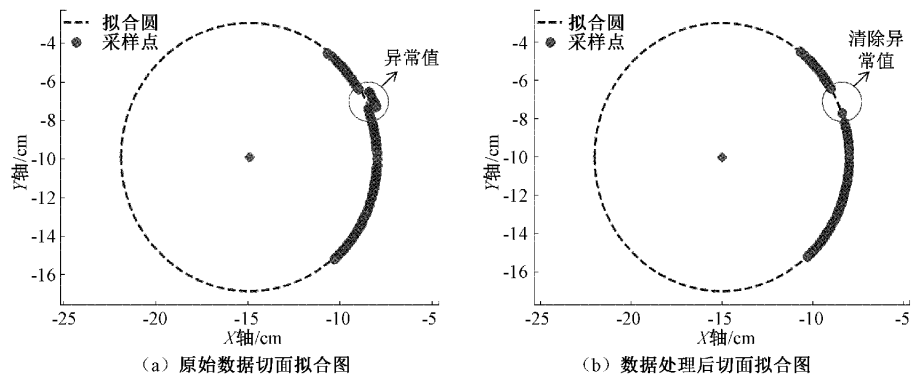 拟合圆
采样点
异常值
-4
-6
-8
-10
-12
-14
-16
Y轴/cm
-25
-20
-15
-10
-5
X轴/cm
(a) 原始数据切面拟合图
拟合圆
采样点
清除异
常值
-4
-6
-8
-10
-12
-14
-16
Y轴/cm
-25
-20
-15
-10
-5
X轴/cm
(b) 数据处理后切面拟合图